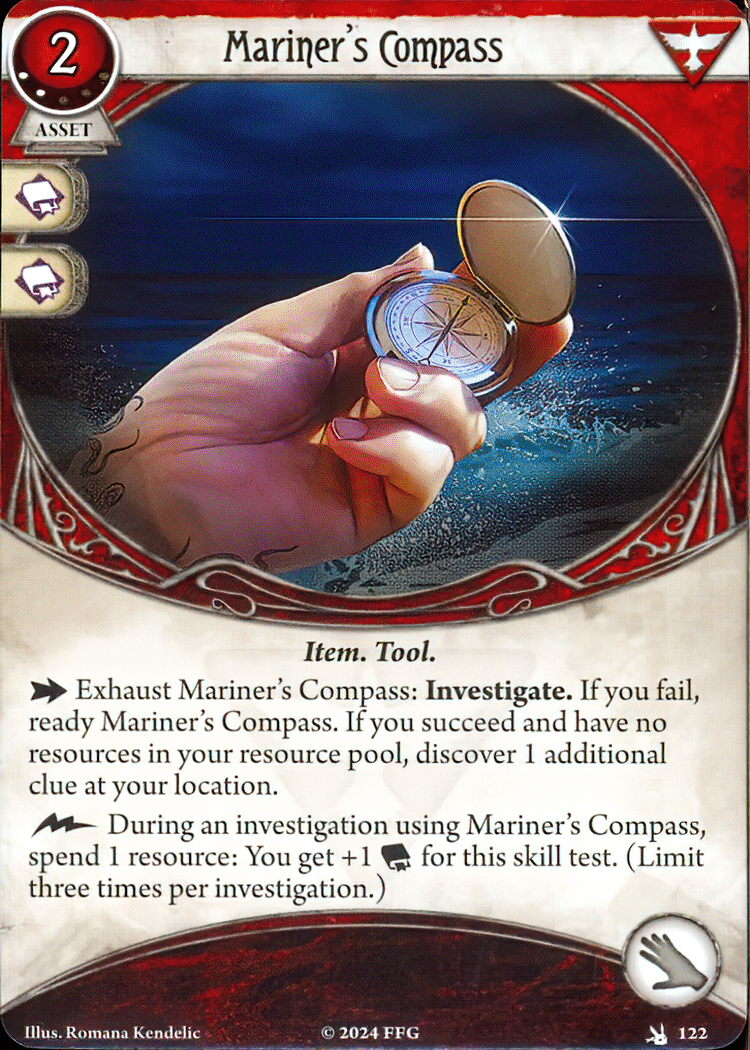 2
Mariner's Compass
ASSET
Item. Tool.
Exhaust Mariner's Compass: Investigate. If you fail,
ready Mariner's Compass. If you succeed and have no
resources in your resource pool, discover 1 additional
clue at your location.
During an investigation using Mariner's Compass,
spend 1 resource: You get +1 for this skill test. (Limit
three times per investigation.)
Illus. Romana Kendelic © 2024 FFG 122